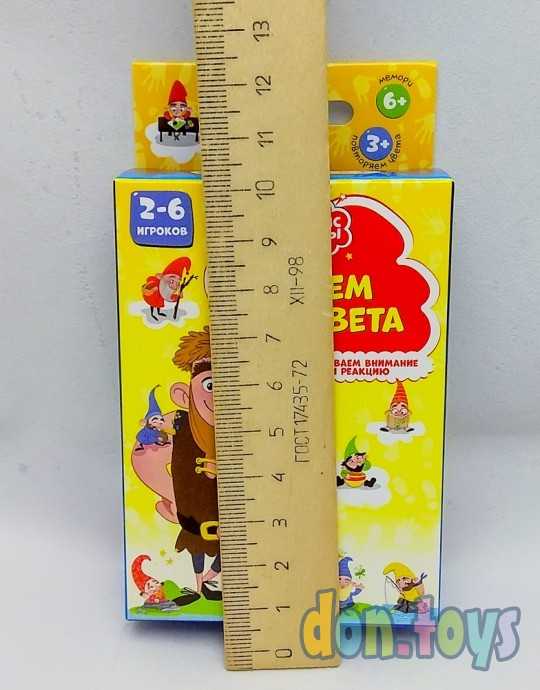 13
12
11
10
9
8
7
6
5
4
3
2
1
0
XII-98
ГОСТ 17435-72
мемори
6+
3+
повторяем цвета
2-6
ИГРОКОВ
ЕМ
ВЕТА
ВАЕМ ВНИМАНИЕ
И РЕАКЦИЮ
don.toys